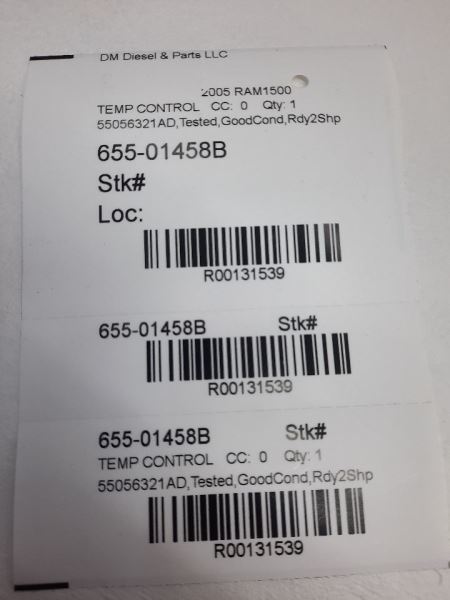 DM Diesel & Parts LLC
2005 RAM1500
TEMP CONTROL CC: 0 Qty: 1
55056321AD,Tested,GoodCond,Rdy2Shp
655-01458B
Stk#
Loc:
R00131539
655-01458B Stk#
R00131539
655-01458B Stk#
TEMP CONTROL CC: 0 Qty: 1
55056321AD,Tested,GoodCond,Rdy2Shp
R00131539